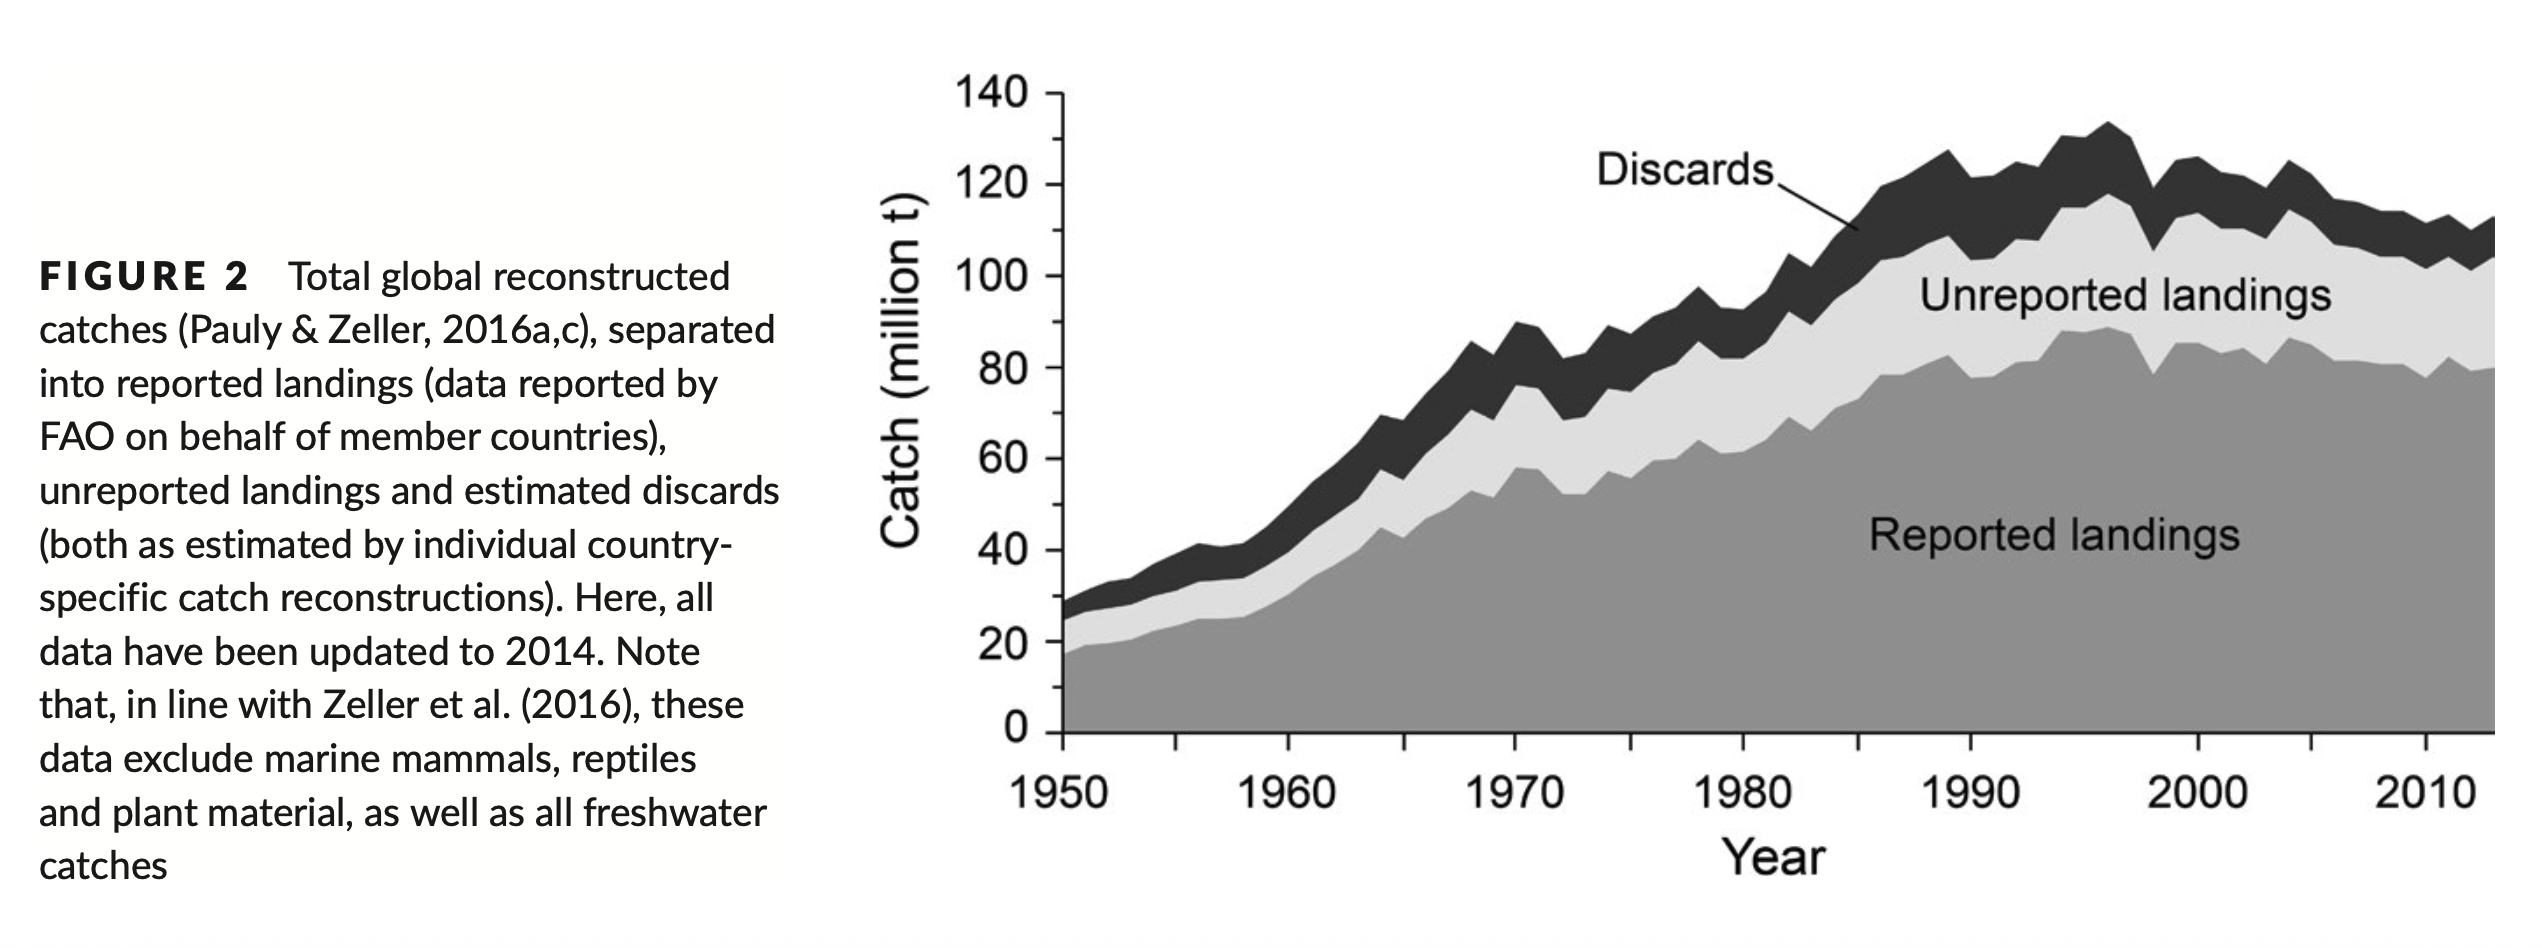 FIGURE 2 Total global reconstructed
catches (Pauly & Zeller, 2016a,c), separated
into reported landings (data reported by
FAO on behalf of member countries),
unreported landings and estimated discards
(both as estimated by individual country-
specific catch reconstructions). Here, all
data have been updated to 2014. Note
that, in line with Zeller et al. (2016), these
data exclude marine mammals, reptiles
and plant material, as well as all freshwater
catches
Catch (million t)
140
120
100
80
60
40
20
0
Discards
Unreported landings
Reported landings
1950 1960 1970 1980 1990 2000 2010
Year